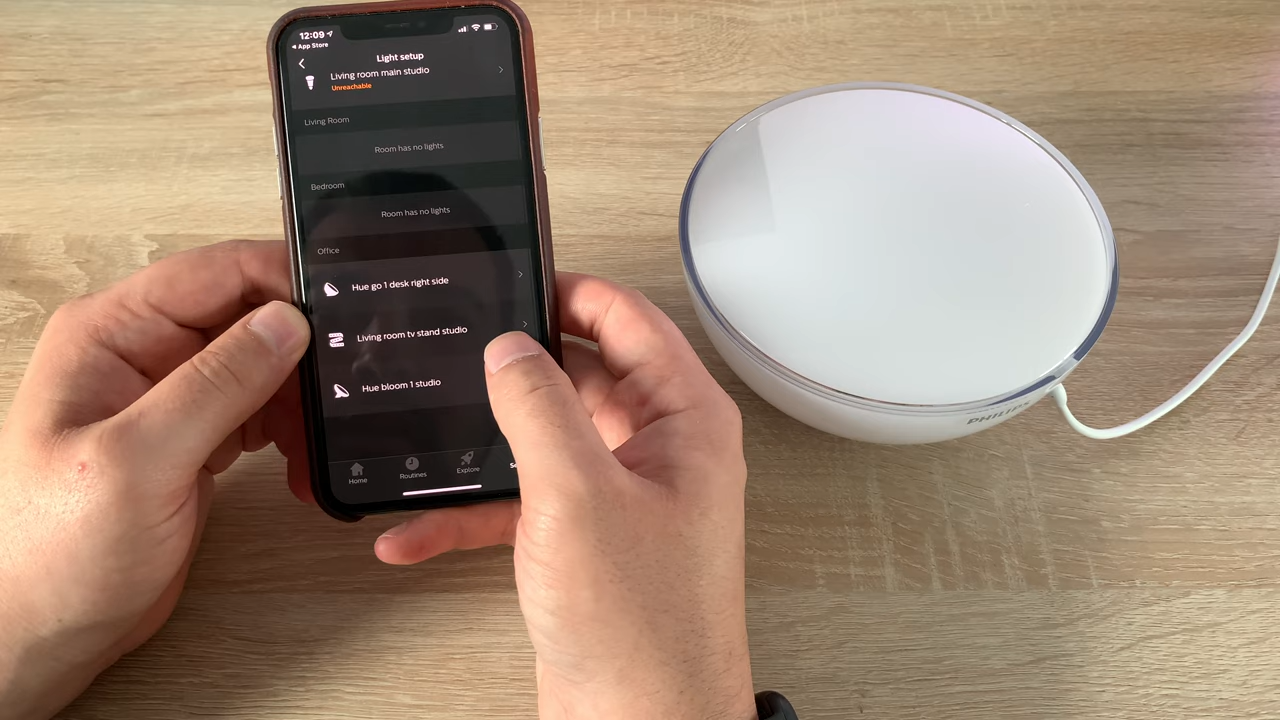 12:09
App Store
Light setup
Living room main studio
Unreachable
Living Room
Room has no lights
Bedroom
Room has no lights
Office
Hue go 1 desk right side
Living room tv stand studio
Hue bloom 1 studio
Home
Routines
Explore
PHILIPS